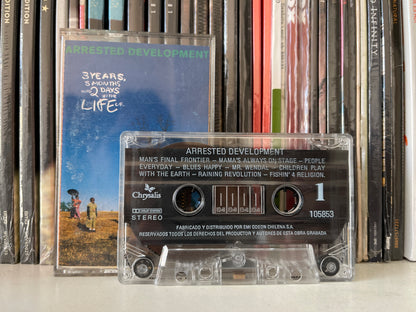 ARRESTED DEVELOPMENT
3 YEARS,
5 MONTHS
AND 2 DAYS
IN THE
LIFE OF...
ARRESTED DEVELOPMENT
MAN'S FINAL FRONTIER – MAMA'S ALWAYS ON STAGE – PEOPLE
EVERYDAY – BLUES HAPPY – MR. WENDAL – CHILDREN PLAY
WITH THE EARTH – RAINING REVOLUTION – FISHIN' 4 RELIGION.
Chrysalis
STEREO
1
105853
FABRICADO Y DISTRIBUIDO POR EMI ODEON CHILENA S.A.
RESERVADOS TODOS LOS DERECHOS DEL PRODUCTOR Y AUTORES DE ESTA OBRA GRABADA
INFINITY